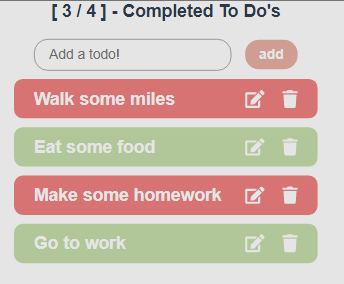 [ 3 / 4 ] - Completed To Do's
Add a todo! add
Walk some miles
Eat some food
Make some homework
Go to work